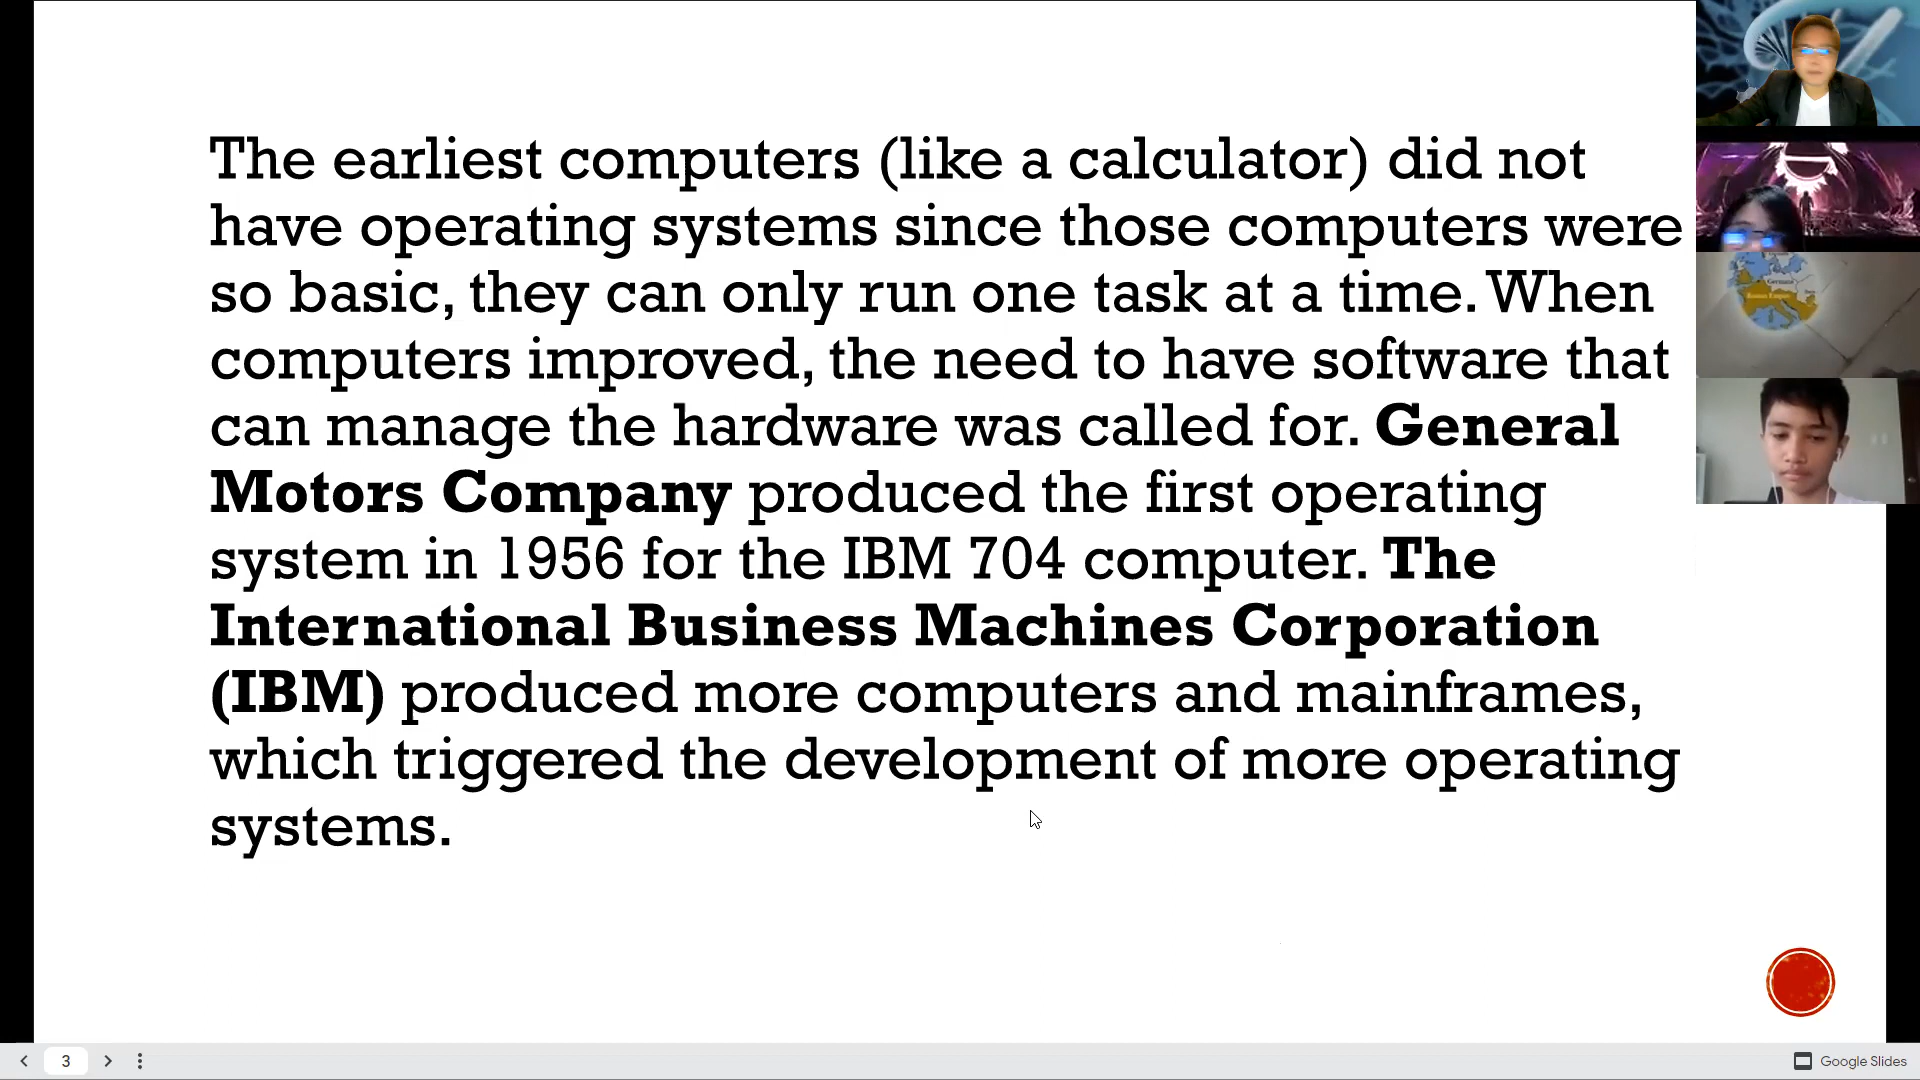 The earliest computers (like a calculator) did not
have operating systems since those computers were
so basic, they can only run one task at a time. When
computers improved, the need to have software that
can manage the hardware was called for. General
Motors Company produced the first operating
system in 1956 for the IBM 704 computer. The
International Business Machines Corporation
(IBM) produced more computers and mainframes,
which triggered the development of more operating
systems.
Germania
Roman Empire
3
Google Slides